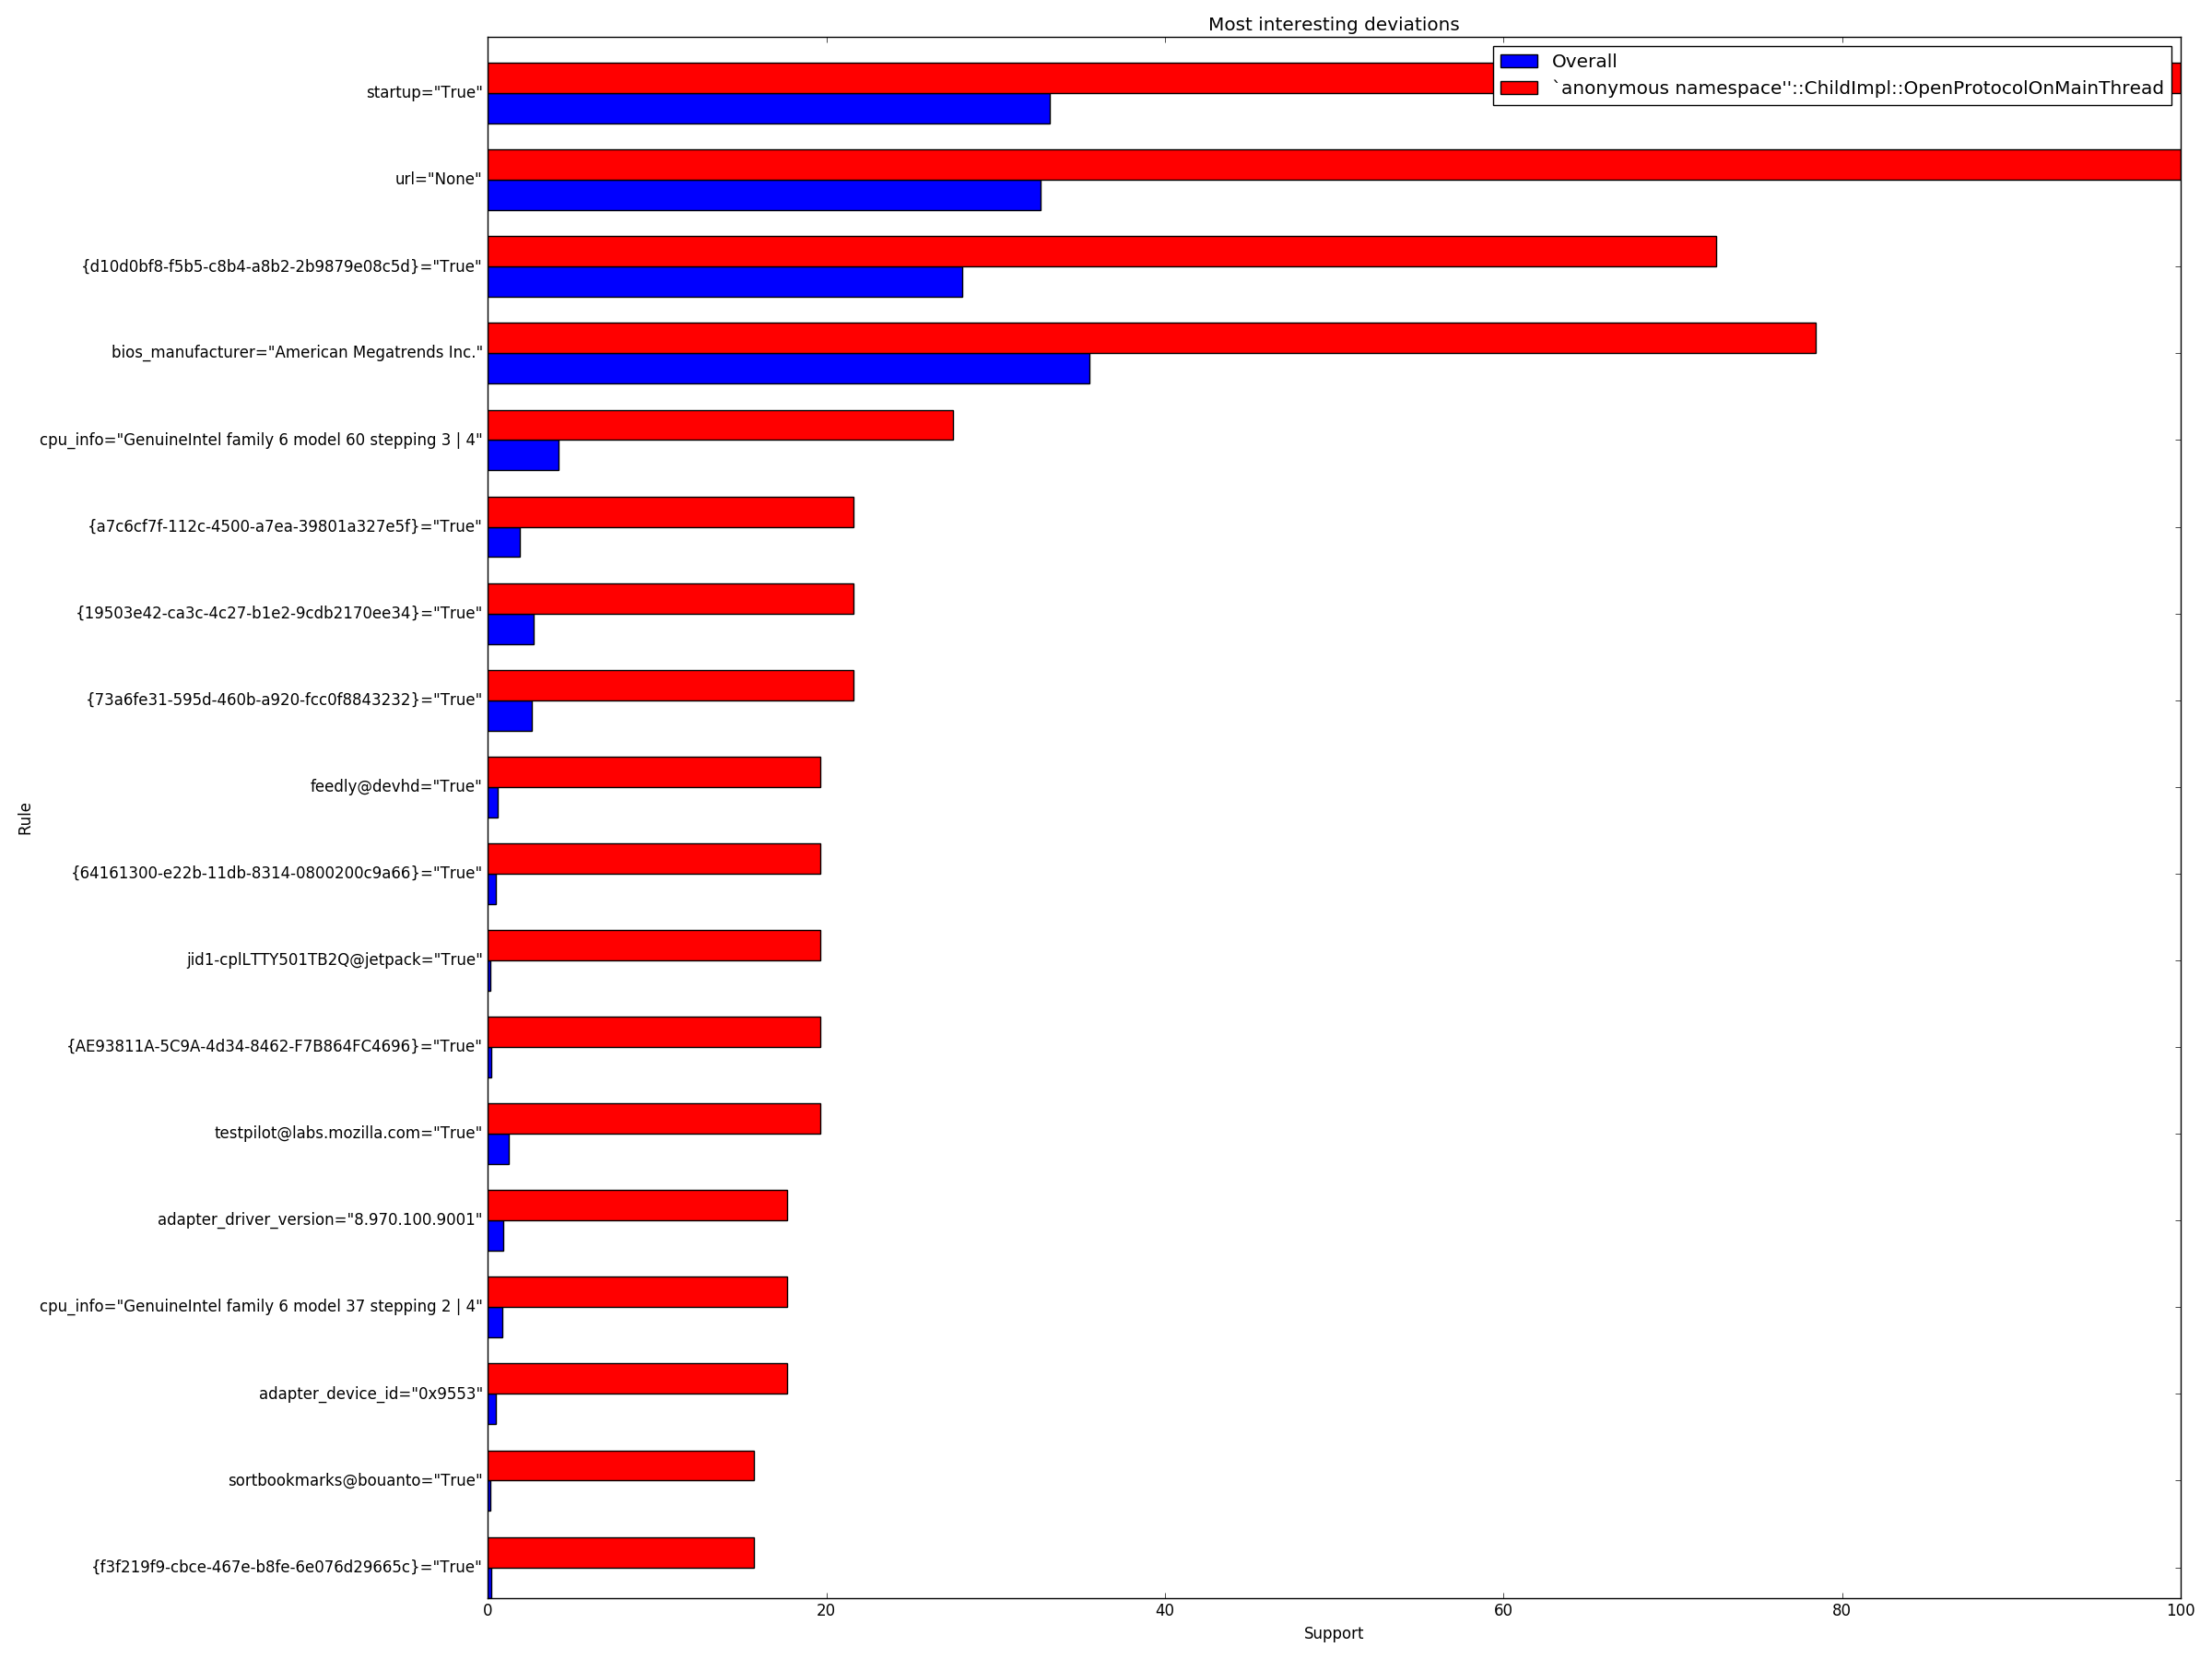 Most interesting deviations
Overall
`anonymous namespace''::ChildImpl::OpenProtocolOnMainThread
startup="True"
url="None"
{d10d0bf8-f5b5-c8b4-a8b2-2b9879e08c5d}="True"
bios_manufacturer="American Megatrends Inc."
cpu_info="GenuineIntel family 6 model 60 stepping 3 | 4"
{a7c6cf7f-112c-4500-a7ea-39801a327e5f}="True"
{19503e42-ca3c-4c27-b1e2-9cdb2170ee34}="True"
{73a6fe31-595d-460b-a920-fcc0f8843232}="True"
feedly@devhd="True"
{64161300-e22b-11db-8314-0800200c9a66}="True"
jid1-cplLTTY501TB2Q@jetpack="True"
{AE93811A-5C9A-4d34-8462-F7B864FC4696}="True"
testpilot@labs.mozilla.com="True"
adapter_driver_version="8.970.100.9001"
cpu_info="GenuineIntel family 6 model 37 stepping 2 | 4"
adapter_device_id="0x9553"
sortbookmarks@bouanto="True"
{f3f219f9-cbce-467e-b8fe-6e076d29665c}="True"
Rule
0 20 40 60 80 100
Support